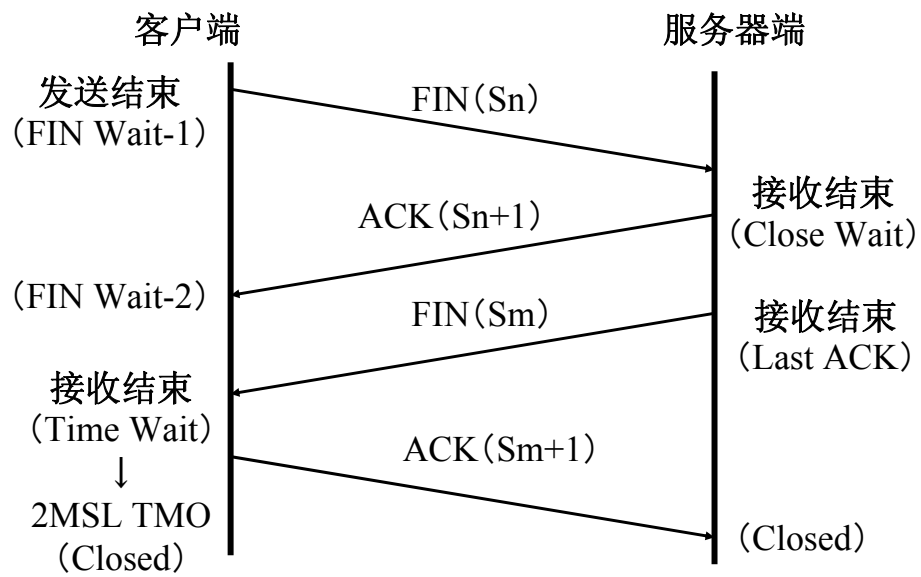 客户端
服务器端
发送结束
(FIN Wait-1)
FIN(Sn)
接收结束
(Close Wait)
ACK(Sn+1)
(FIN Wait-2)
FIN(Sm)
接收结束
(Last ACK)
接收结束
(Time Wait)
↓
2MSL TMO
(Closed)
ACK(Sm+1)
(Closed)